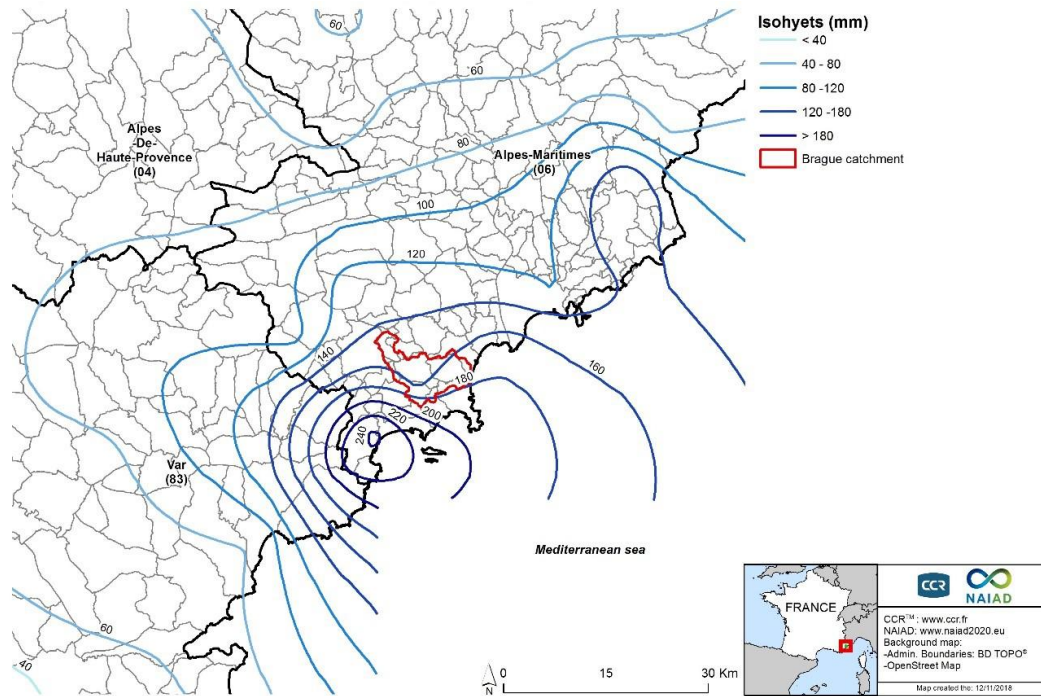 60
60
80
Alpes
-De-
Haute-Provence
(04)
Alpes-Maritimes
(06)
100
120
140
160
180
200
220
240
Var
(83)
60
40
Mediterranean sea
N
0 15 30 Km
Isohyets (mm)
< 40
40 - 80
80 -120
120 -180
> 180
Brague catchment
FRANCE
CCR
NAIAD
CCR™ : www.ccr.fr
NAIAD: www.naiad2020.eu
Background map:
-Admin. Boundaries: BD TOPO®
-OpenStreet Map
Map created the: 12/11/2018